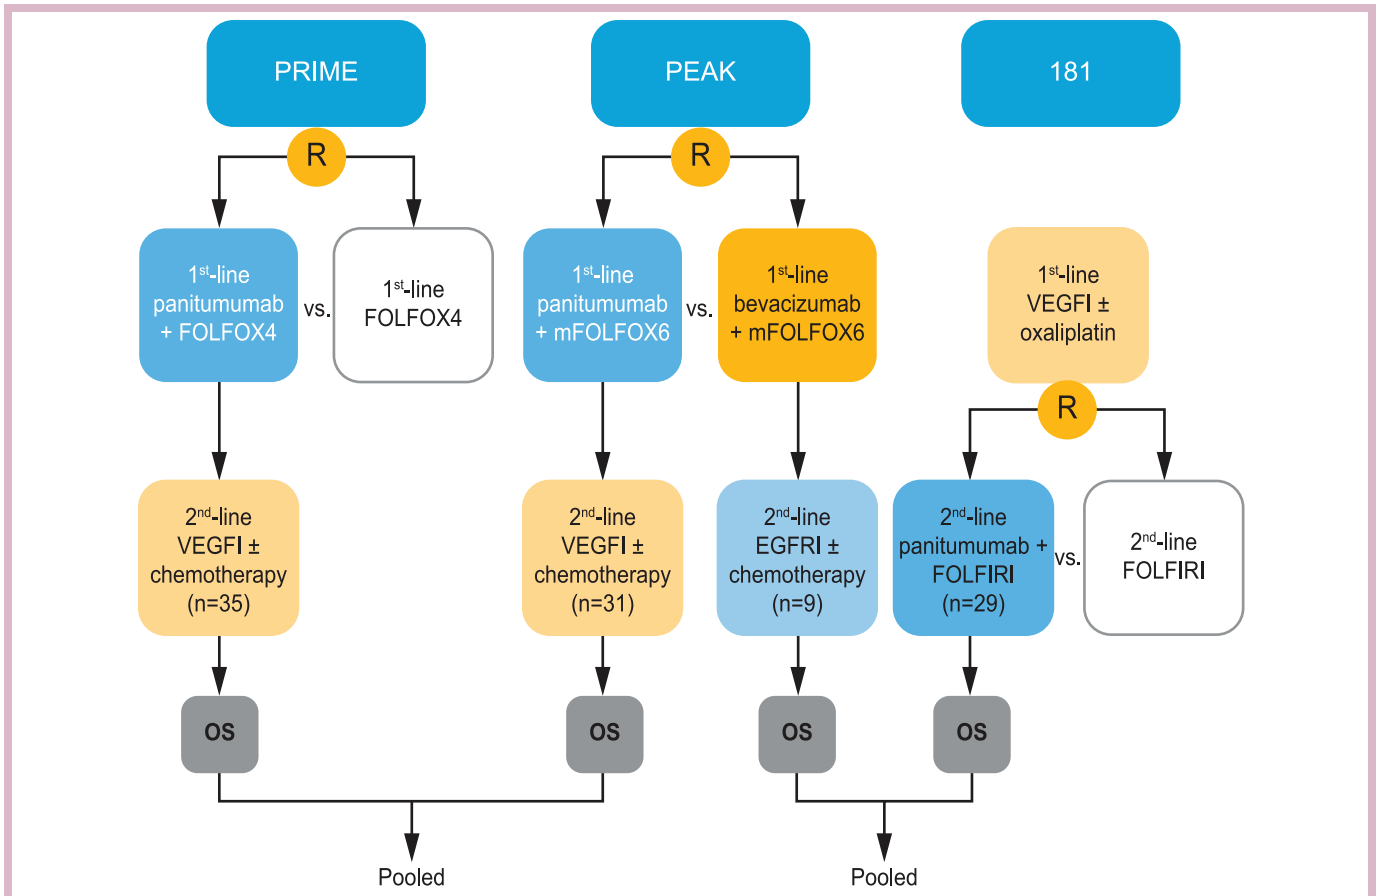 PRIME
PEAK
181
R
R
1st-line
panitumumab
+ FOLFOX4
vs.
1st-line
FOLFOX4
1st-line
panitumumab
+ mFOLFOX6
vs.
1st-line
bevacizumab
+ mFOLFOX6
1st-line
VEGFI ±
oxaliplatin
R
2nd-line
VEGFI ±
chemotherapy
(n=35)
2nd-line
VEGFI ±
chemotherapy
(n=31)
2nd-line
EGFRI ±
chemotherapy
(n=9)
2nd-line
panitumumab +
FOLFIRI
(n=29)
vs.
2nd-line
FOLFIRI
OS
OS
OS
OS
Pooled
Pooled